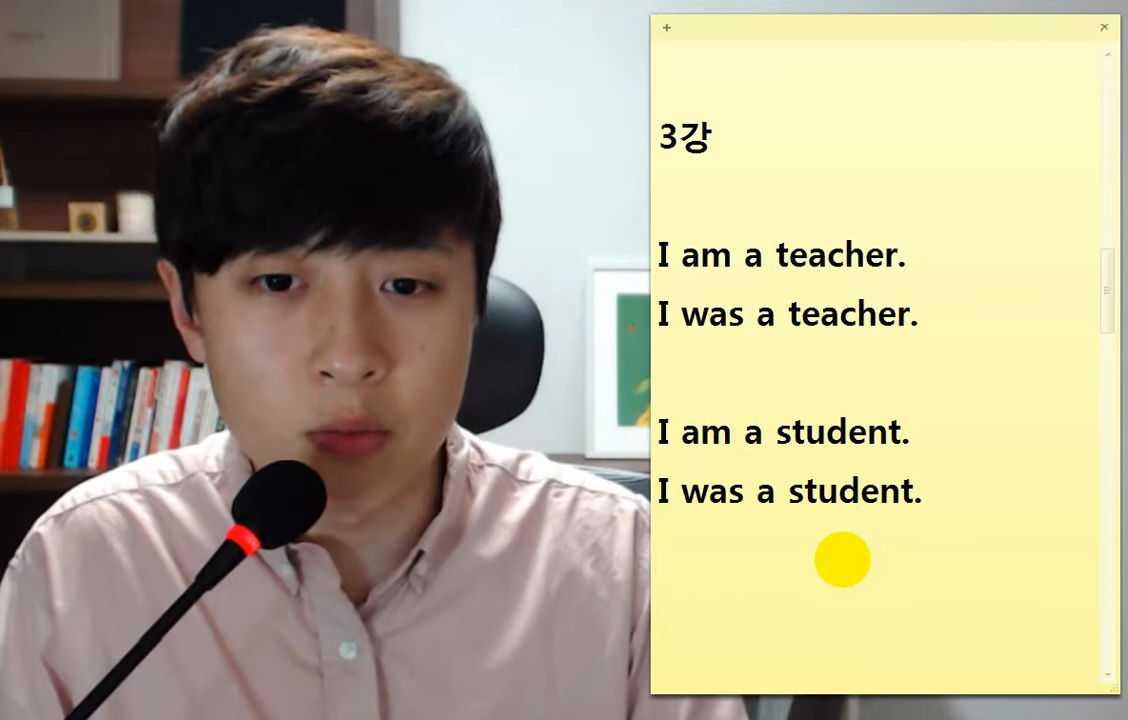 3강
I am a teacher.
I was a teacher.
I am a student.
I was a student.